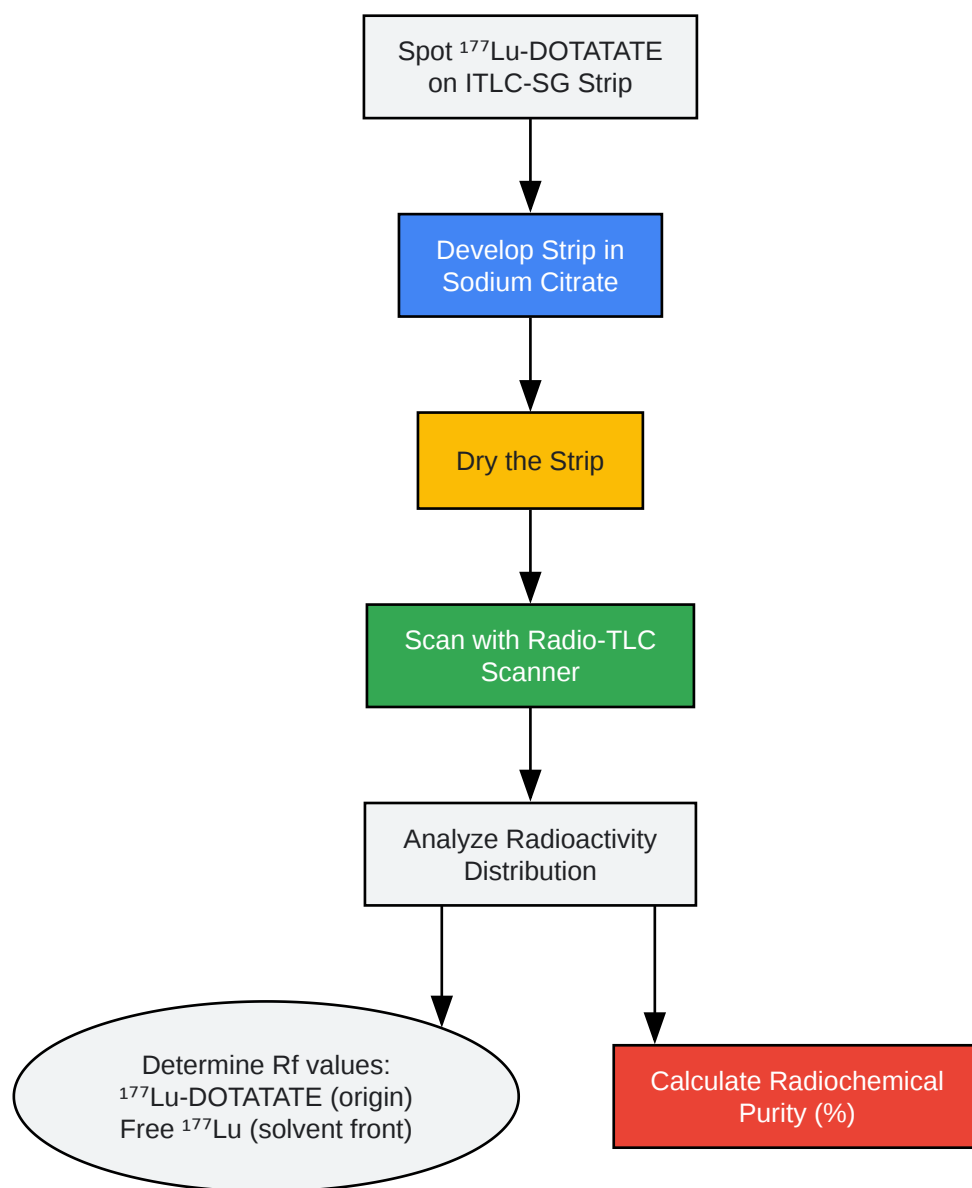 Spot ¹⁷⁷Lu-DOTATATE
on ITLC-SG Strip
Develop Strip in
Sodium Citrate
Dry the Strip
Scan with Radio-TLC
Scanner
Analyze Radioactivity
Distribution
Determine Rf values:
¹⁷⁷Lu-DOTATATE (origin)
Free ¹⁷⁷Lu (solvent front)
Calculate Radiochemical
Purity (%)